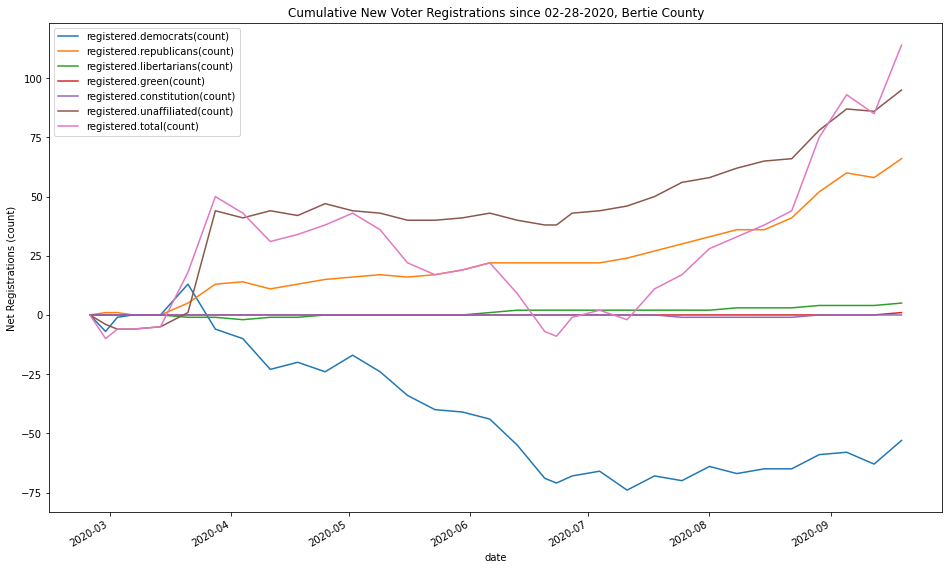 Cumulative New Voter Registrations since 02-28-2020, Bertie County
registered.democrats(count)
registered.republicans(count)
registered.libertarians(count)
registered.green(count)
registered.constitution(count)
registered.unaffiliated(count)
registered.total(count)
Net Registrations (count)
100
75
50
25
0
−25
−50
−75
2020-03
2020-04
2020-05
2020-06
2020-07
2020-08
2020-09
date